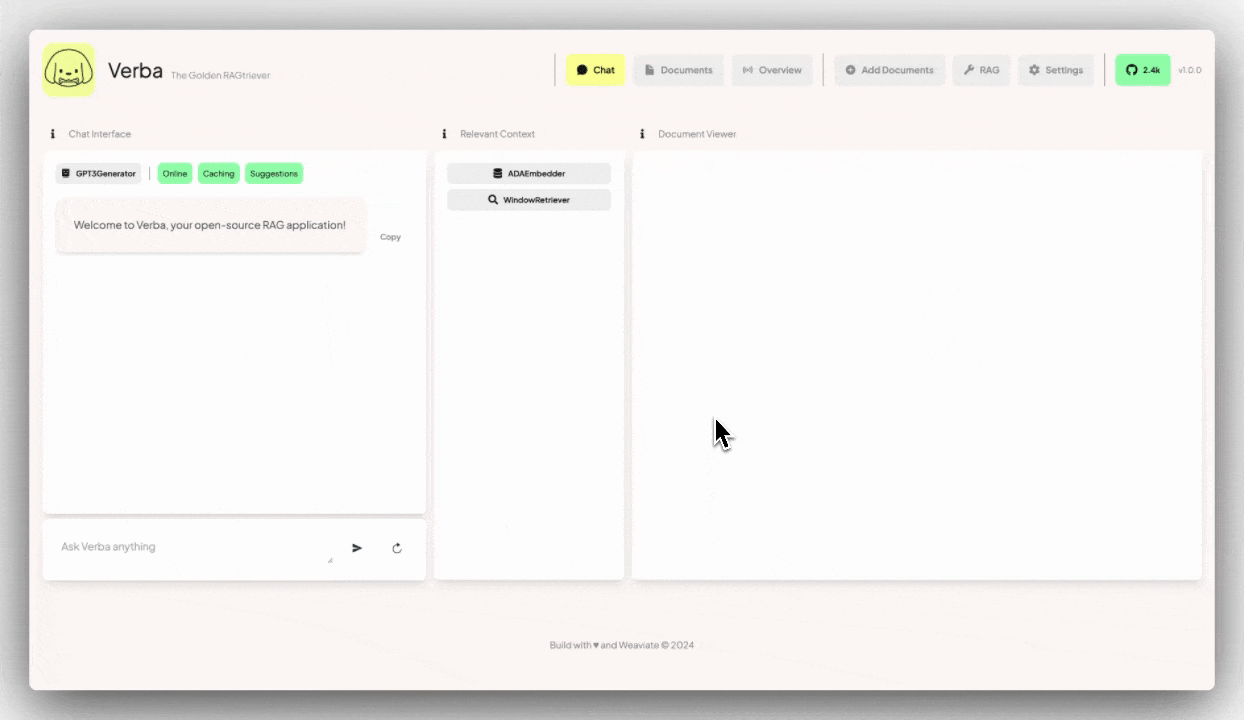 Verba The Golden RAGtriever
Chat Documents Overview Add Documents RAG Settings 2.4k v1.0.0
Chat Interface
Relevant Context
Document Viewer
GPT3Generator Online Caching Suggestions
Welcome to Verba, your open-source RAG application!
Copy
ADAEmbedder
WindowRetriever
Ask Verba anything
Build with ♥ and Weaviate © 2024